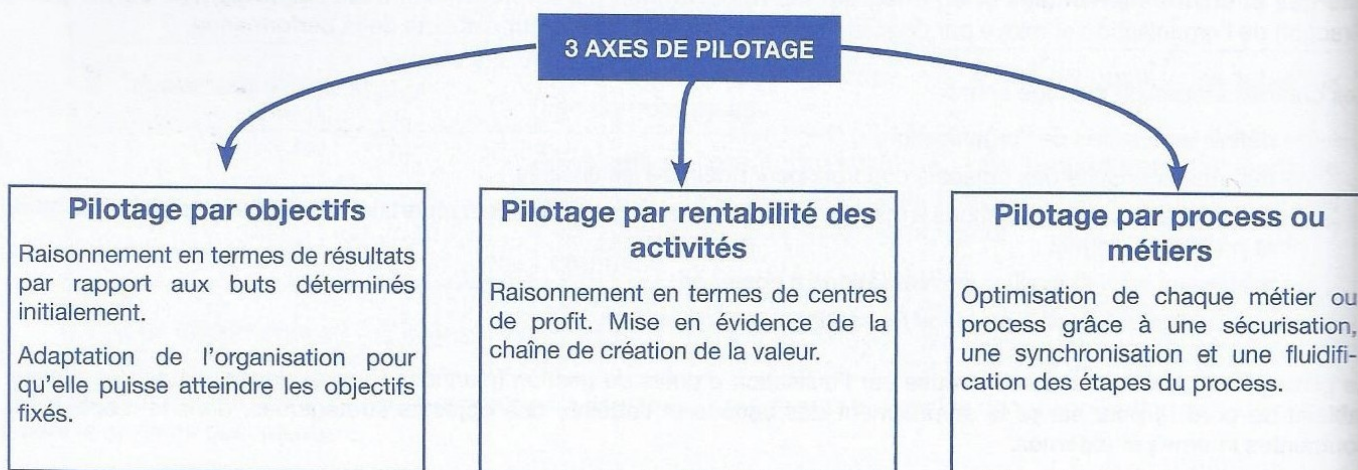 3 AXES DE PILOTAGE
Pilotage par objectifs
Raisonnement en termes de résultats
par rapport aux buts déterminés
initialement.
Adaptation de l'organisation pour
qu'elle puisse atteindre les objectifs
fixés.
Pilotage par rentabilité des
activités
Raisonnement en termes de centres
de profit. Mise en évidence de la
chaîne de création de la valeur.
Pilotage par process ou
métiers
Optimisation de chaque métier ou
process grâce à une sécurisation,
une synchronisation et une fluidifi-
cation des étapes du process.